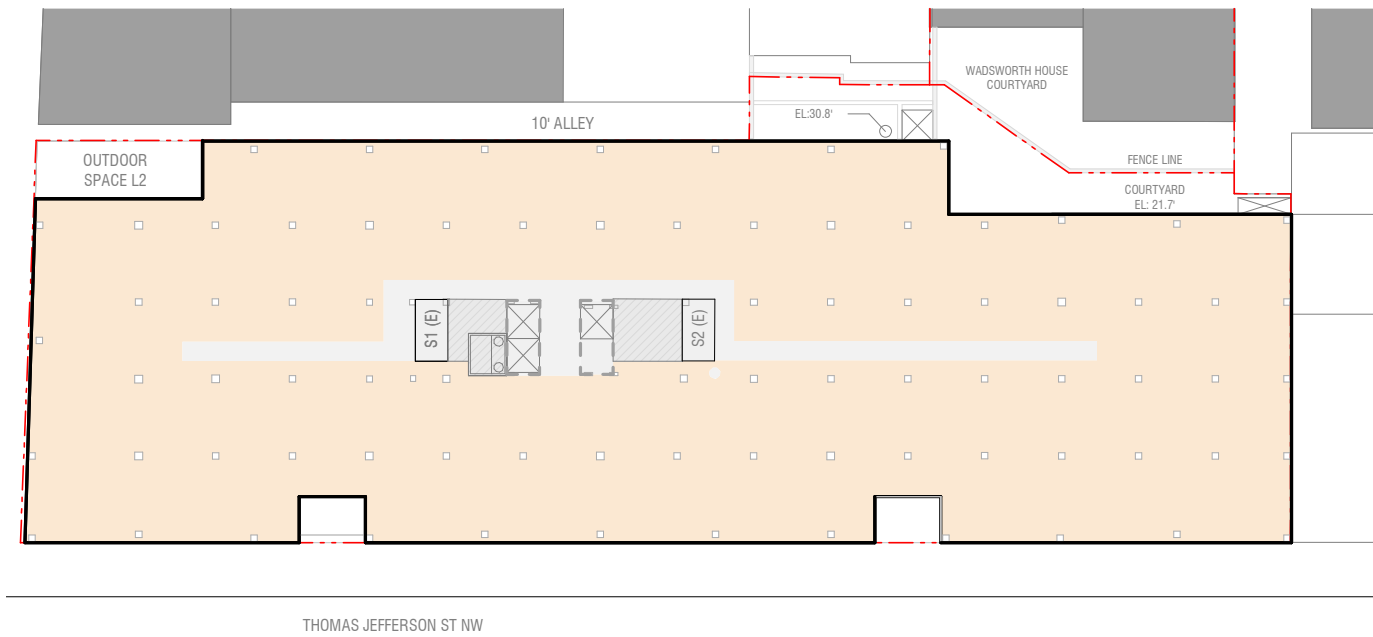 WADSWORTH HOUSE
COURTYARD
EL:30.8'
10' ALLEY
OUTDOOR
SPACE L2
FENCE LINE
COURTYARD
EL: 21.7'
S1 (E)
S2 (E)
THOMAS JEFFERSON ST NW